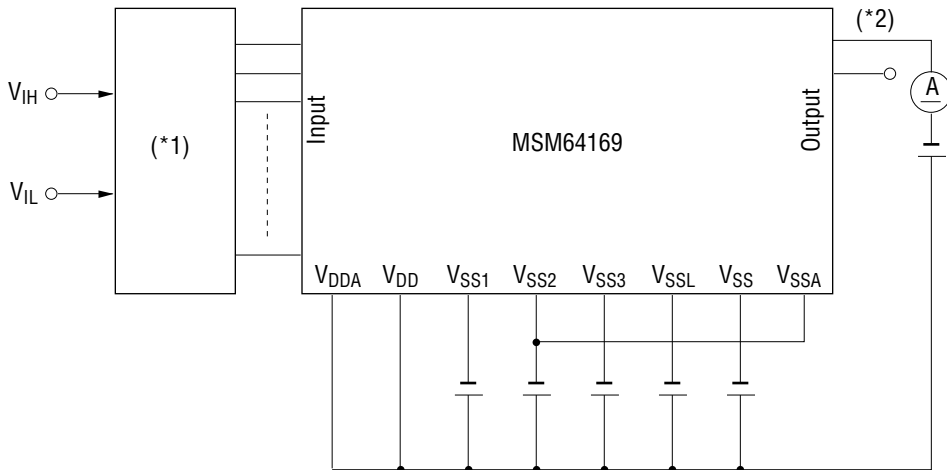 (*2)
V_IH
(*1)
Input
MSM64169
Output
A
V_IL
V_DDA V_DD V_SS1 V_SS2 V_SS3 V_SSL V_SS V_SSA